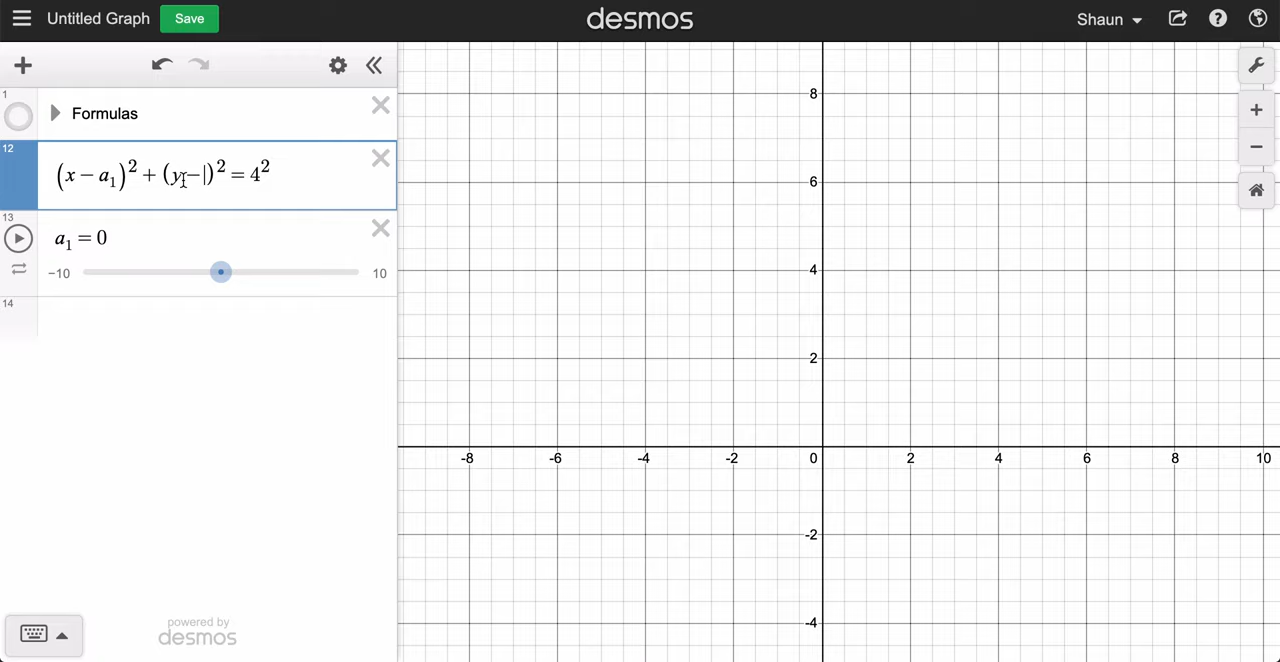 Untitled Graph Save desmos Shaun ?
1 Formulas
12 (x − a₁)² + (y − )² = 4²
13 a₁ = 0
−10 10
14
powered by
desmos
8
6
4
2
-8 -6 -4 -2 0 2 4 6 8 10
-2
-4